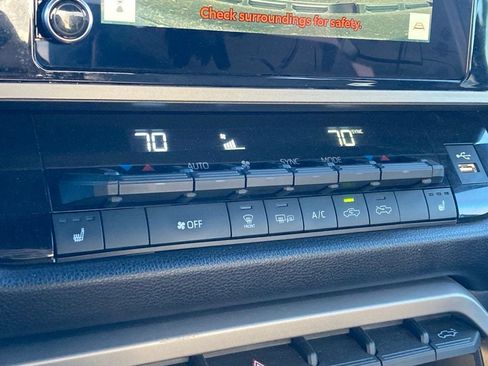 Check surroundings for safety.
70 70 SYNC
AUTO SYNC MODE
OFF FRONT A/C